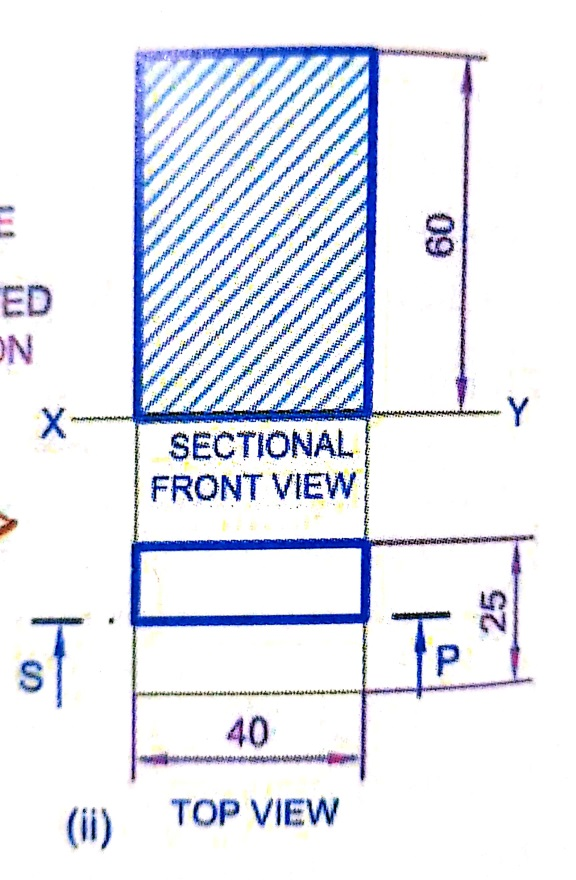 E
ED
ON
60
X
Y
SECTIONAL
FRONT VIEW
25
S
P
40
(ii)
TOP VIEW